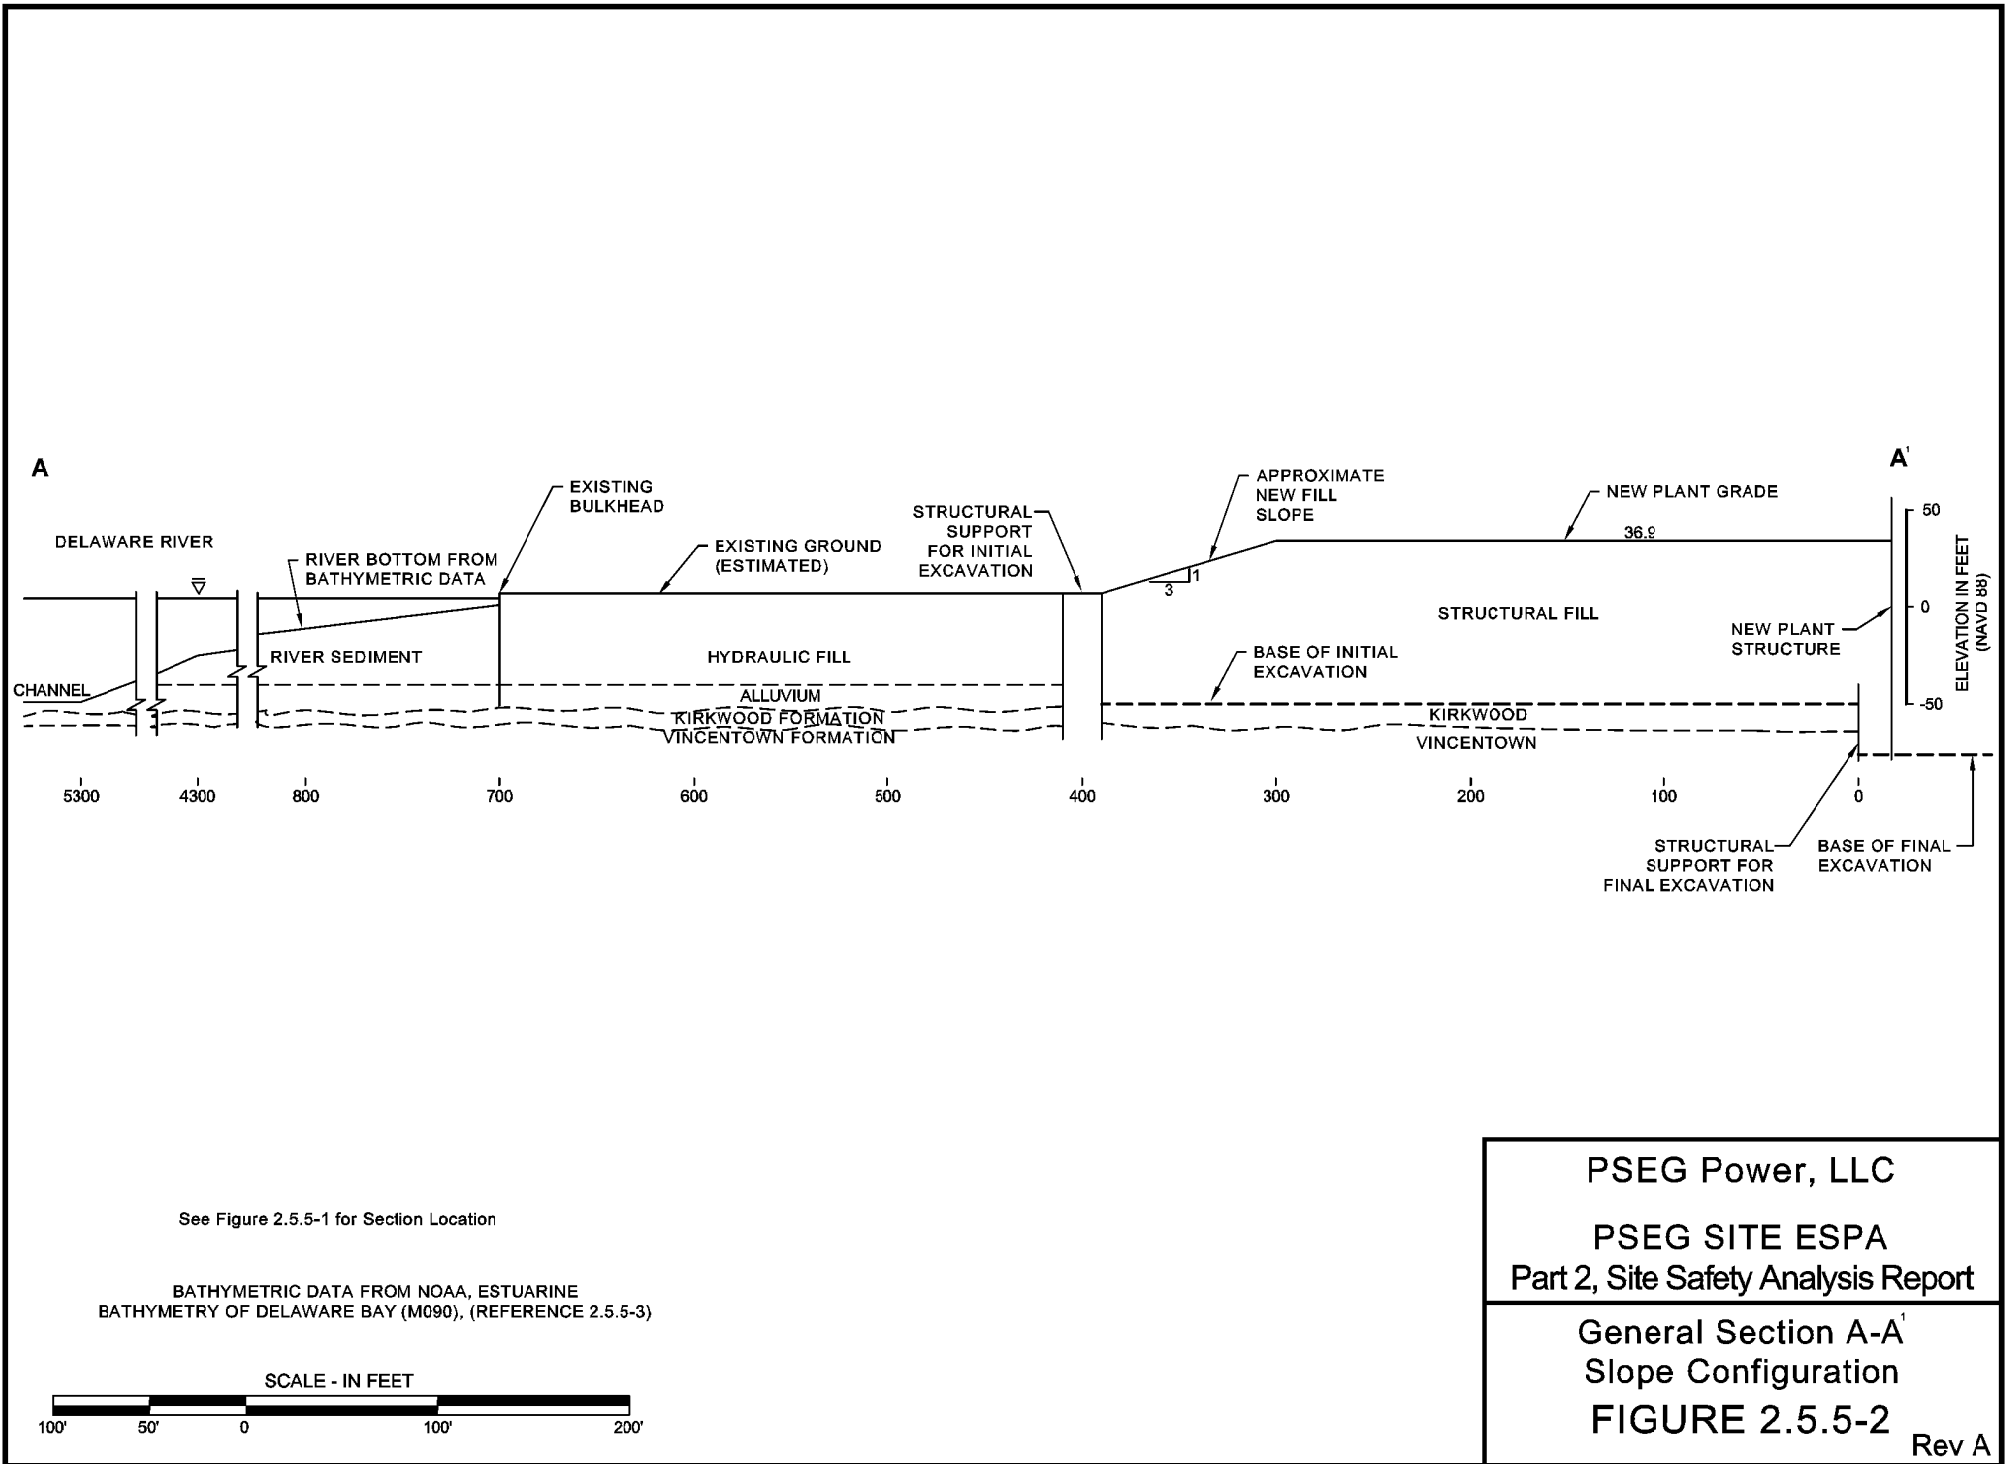 A
A'
EXISTING
BULKHEAD
APPROXIMATE
NEW FILL
SLOPE
NEW PLANT GRADE
STRUCTURAL
SUPPORT
FOR INITIAL
EXCAVATION
50
DELAWARE RIVER
RIVER BOTTOM FROM
BATHYMETRIC DATA
EXISTING GROUND
(ESTIMATED)
36.9
1
3
0
ELEVATION IN FEET
(NAVD 88)
STRUCTURAL FILL
NEW PLANT
STRUCTURE
RIVER SEDIMENT
HYDRAULIC FILL
BASE OF INITIAL
EXCAVATION
CHANNEL
ALLUVIUM
-50
KIRKWOOD FORMATION
KIRKWOOD
VINCENTOWN FORMATION
VINCENTOWN
5300 4300 800 700 600 500 400 300 200 100 0
STRUCTURAL
SUPPORT FOR
FINAL EXCAVATION
BASE OF FINAL
EXCAVATION
See Figure 2.5.5-1 for Section Location
BATHYMETRIC DATA FROM NOAA, ESTUARINE
BATHYMETRY OF DELAWARE BAY (M090), (REFERENCE 2.5.5-3)
SCALE - IN FEET
100' 50' 0 100' 200'
PSEG Power, LLC
PSEG SITE ESPA
Part 2, Site Safety Analysis Report
General Section A-A'
Slope Configuration
FIGURE 2.5.5-2
Rev A